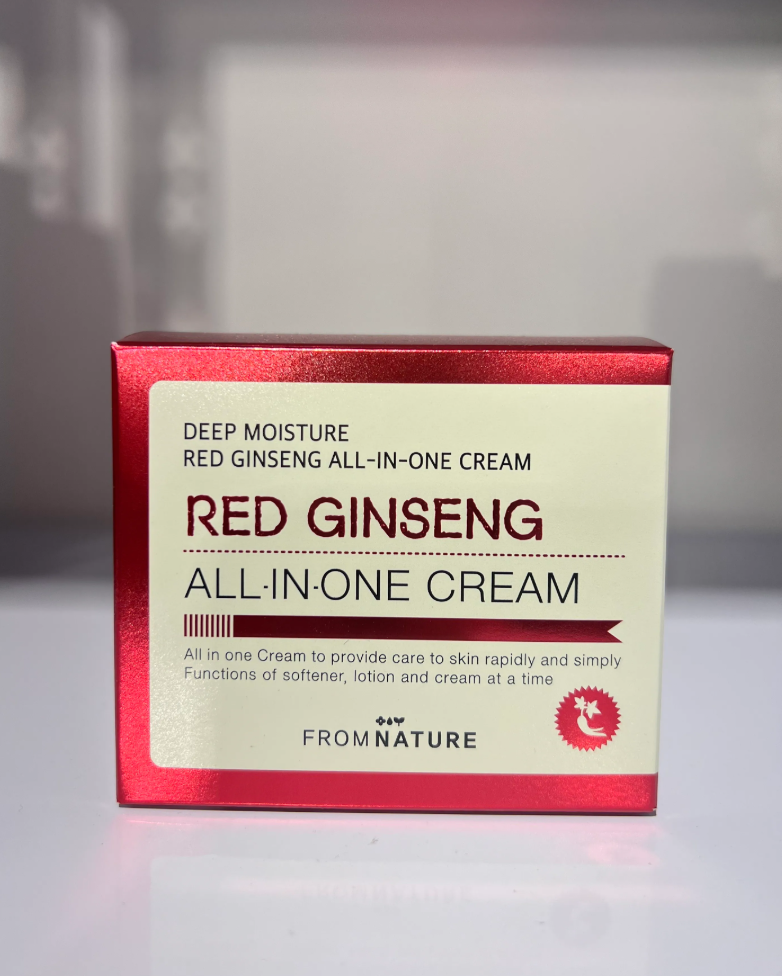 DEEP MOISTURE
RED GINSENG ALL-IN-ONE CREAM
RED GINSENG
ALL·IN·ONE CREAM
All in one Cream to provide care to skin rapidly and simply
Functions of softener, lotion and cream at a time
FROMNATURE